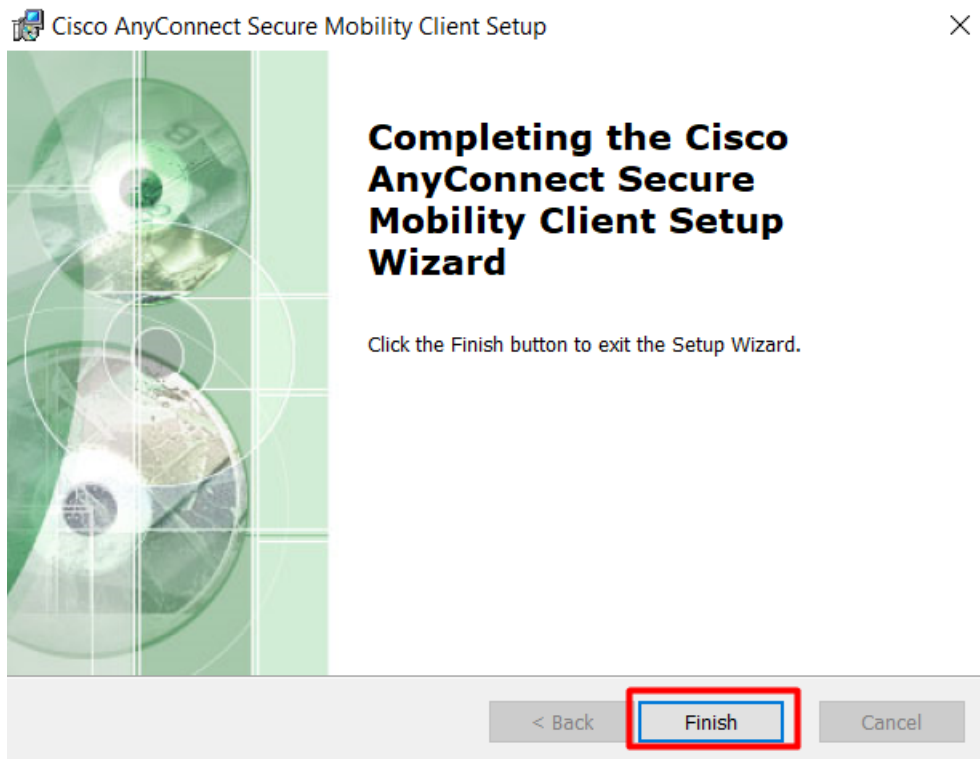 Cisco AnyConnect Secure Mobility Client Setup
Completing the Cisco
AnyConnect Secure
Mobility Client Setup
Wizard
Click the Finish button to exit the Setup Wizard.
< Back
Finish
Cancel